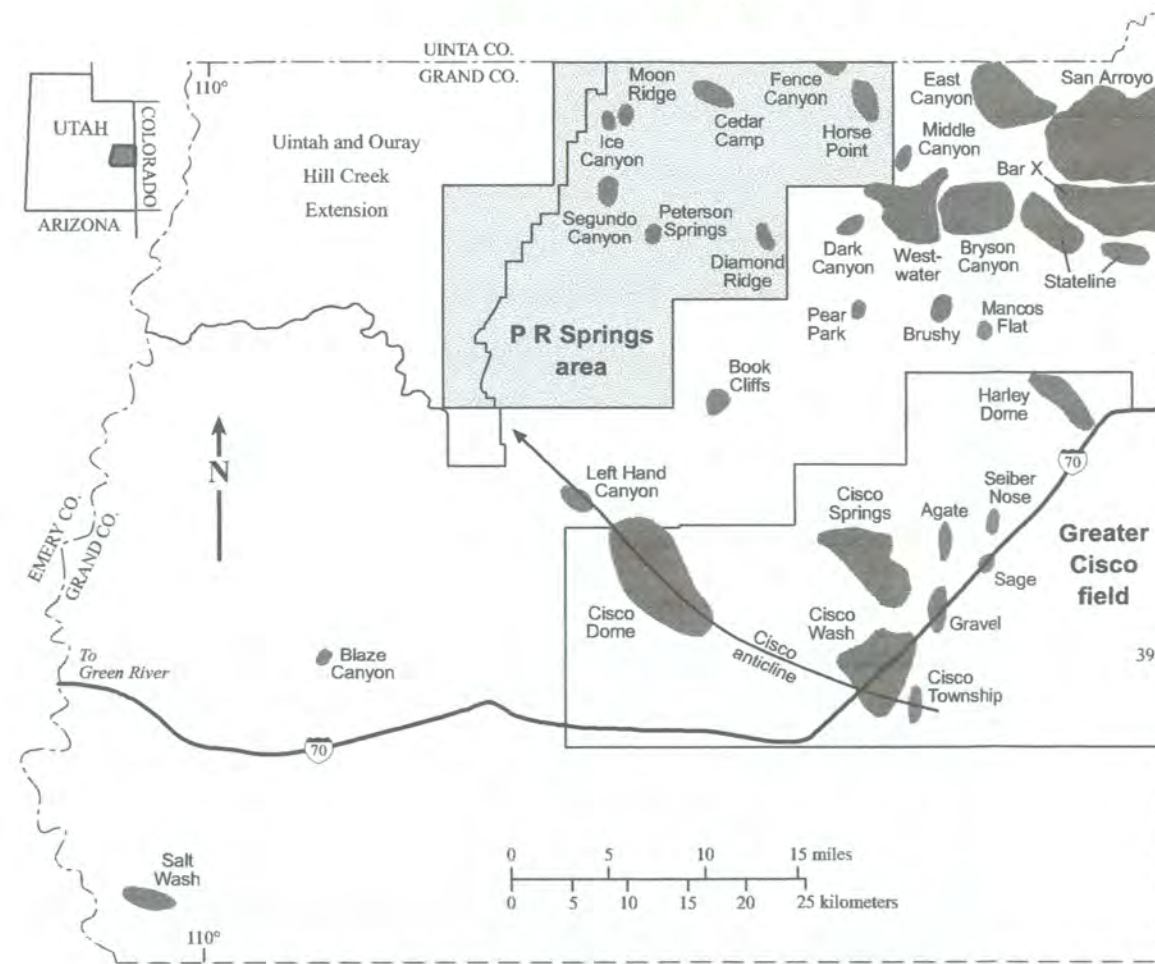 UINTA CO.
GRAND CO.
110°
UTAH
COLORADO
ARIZONA
Uintah and Ouray
Hill Creek
Extension
Moon
Ridge
Ice
Canyon
Cedar
Camp
Fence
Canyon
Horse
Point
East
Canyon
San Arroyo
Middle
Canyon
Bar X
Segundo
Canyon
Peterson
Springs
Diamond
Ridge
Dark
Canyon
West-
water
Bryson
Canyon
Stateline
P R Springs
area
Pear
Park
Brushy
Mancos
Flat
Book
Cliffs
Harley
Dome
N
70
Left Hand
Canyon
Cisco
Springs
Agate
Seiber
Nose
Greater
Cisco
field
EMERY CO.
GRAND CO.
Sage
Cisco
Dome
Cisco
Wash
Gravel
Cisco
anticline
To
Green River
Blaze
Canyon
Cisco
Township
39
70
Salt
Wash
0 5 10 15 miles
0 5 10 15 20 25 kilometers
110°